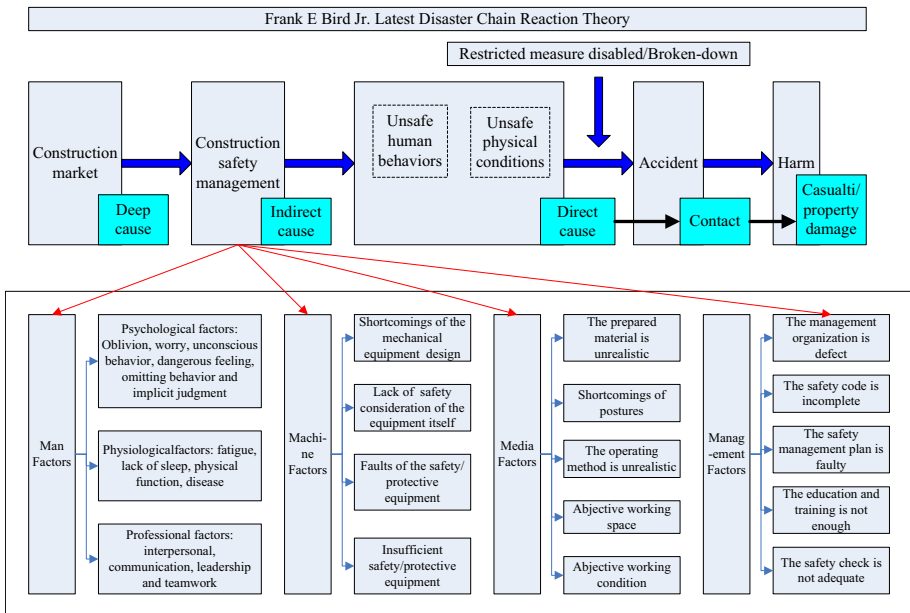 Frank E Bird Jr. Latest Disaster Chain Reaction Theory
Restricted measure disabled/Broken-down
Construction
market
Deep
cause
Construction
safety
management
Indirect
cause
Unsafe
human
behaviors
Unsafe
physical
conditions
Direct
cause
Accident
Contact
Harm
Casualti/
property
damage
Man
Factors
Psychological factors:
Oblivion, worry, unconscious
behavior, dangerous feeling,
omitting behavior and
implicit judgment
Physiologicalfactors: fatigue,
lack of sleep, physical
function, disease
Professional factors:
interpersonal,
communication, leadership
and teamwork
Machi-
ne Factors
Shortcomings of the
mechanical
equipment design
Lack of safety
consideration of the
equipment itself
Faults of the safety/
protective
equipment
Insufficient
safety/protective
equipment
Media
Factors
The prepared
material is
unrealistic
Shortcomings of
postures
The operating
method is unrealistic
Abjective working
space
Abjective working
condition
Manag
-ement Factors
The management
organization is
defect
The safety code is
incomplete
The safety
management plan is
faulty
The education and
training is not
enough
The safety check is
not adequate